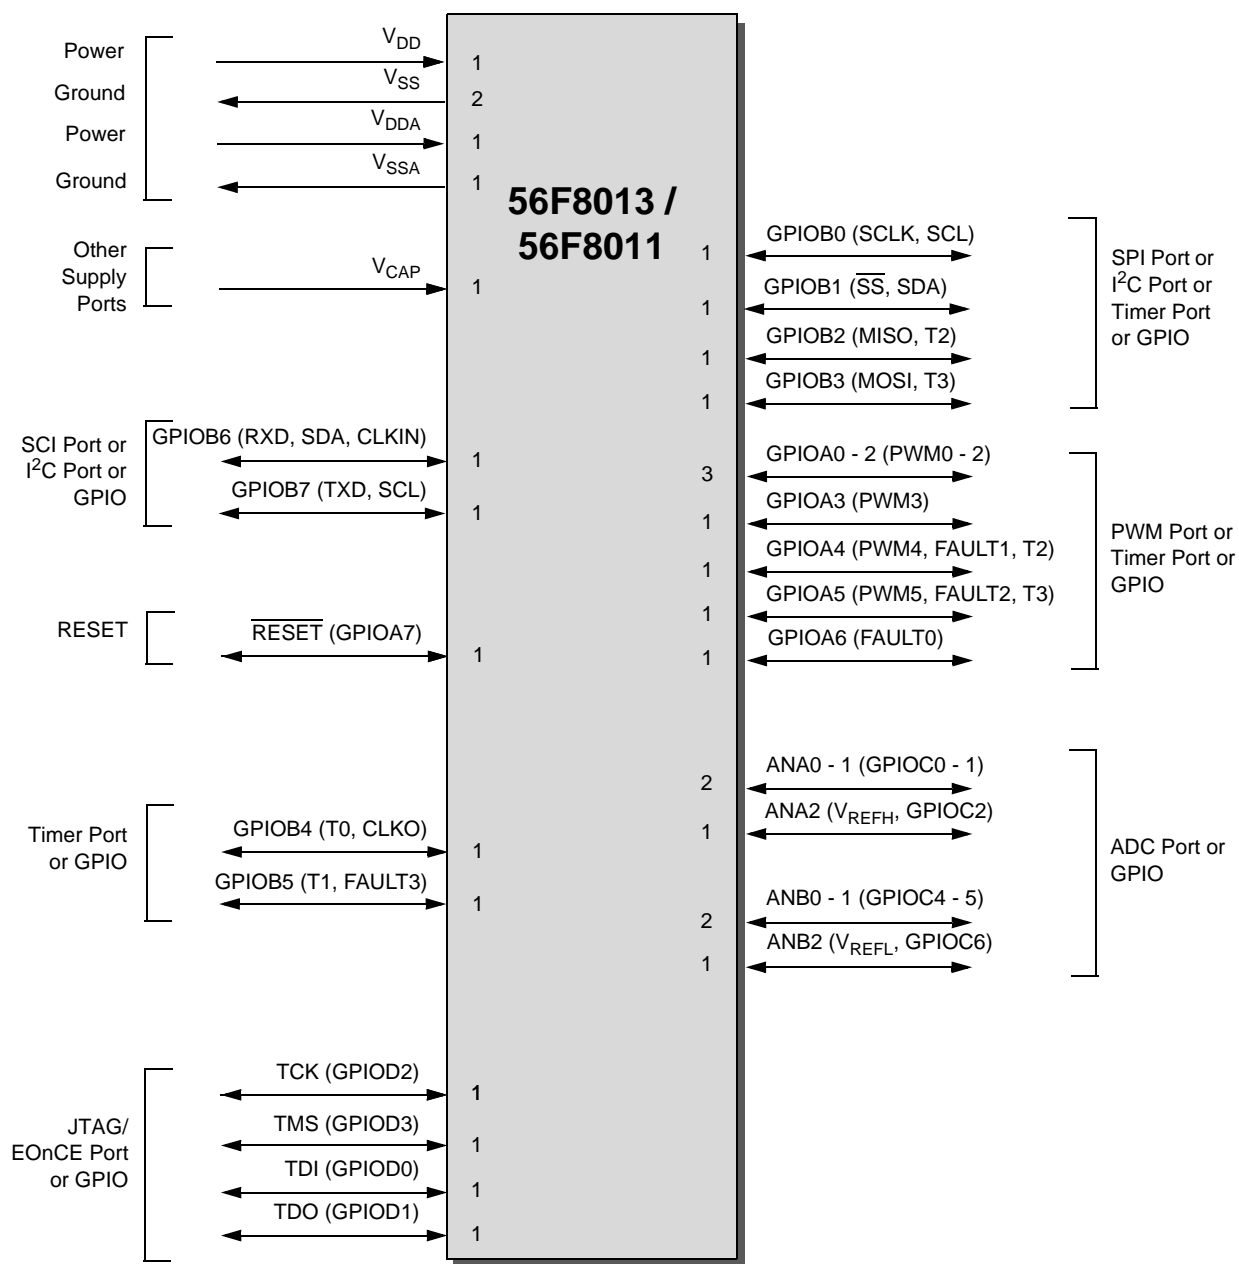 56F8013 /
56F8011
Power
Ground
Power
Ground
V_DD
1
V_SS
2
V_DDA
1
V_SSA
1
Other
Supply
Ports
V_CAP
1
SCI Port or
I²C Port or
GPIO
GPIOB6 (RXD, SDA, CLKIN)
1
GPIOB7 (TXD, SCL)
1
RESET
R̅E̅S̅E̅T̅ (GPIOA7)
1
Timer Port
or GPIO
GPIOB4 (T0, CLKO)
1
GPIOB5 (T1, FAULT3)
1
JTAG/
EOnCE Port
or GPIO
TCK (GPIOD2)
1
TMS (GPIOD3)
1
TDI (GPIOD0)
1
TDO (GPIOD1)
1
GPIOB0 (SCLK, SCL)
1
GPIOB1 (S̅S̅, SDA)
1
GPIOB2 (MISO, T2)
1
GPIOB3 (MOSI, T3)
1
SPI Port or
I²C Port or
Timer Port
or GPIO
GPIOA0 - 2 (PWM0 - 2)
3
GPIOA3 (PWM3)
1
GPIOA4 (PWM4, FAULT1, T2)
1
GPIOA5 (PWM5, FAULT2, T3)
1
GPIOA6 (FAULT0)
1
PWM Port or
Timer Port or
GPIO
ANA0 - 1 (GPIOC0 - 1)
2
ANA2 (V_REFH, GPIOC2)
1
ANB0 - 1 (GPIOC4 - 5)
2
ANB2 (V_REFL, GPIOC6)
1
ADC Port or
GPIO